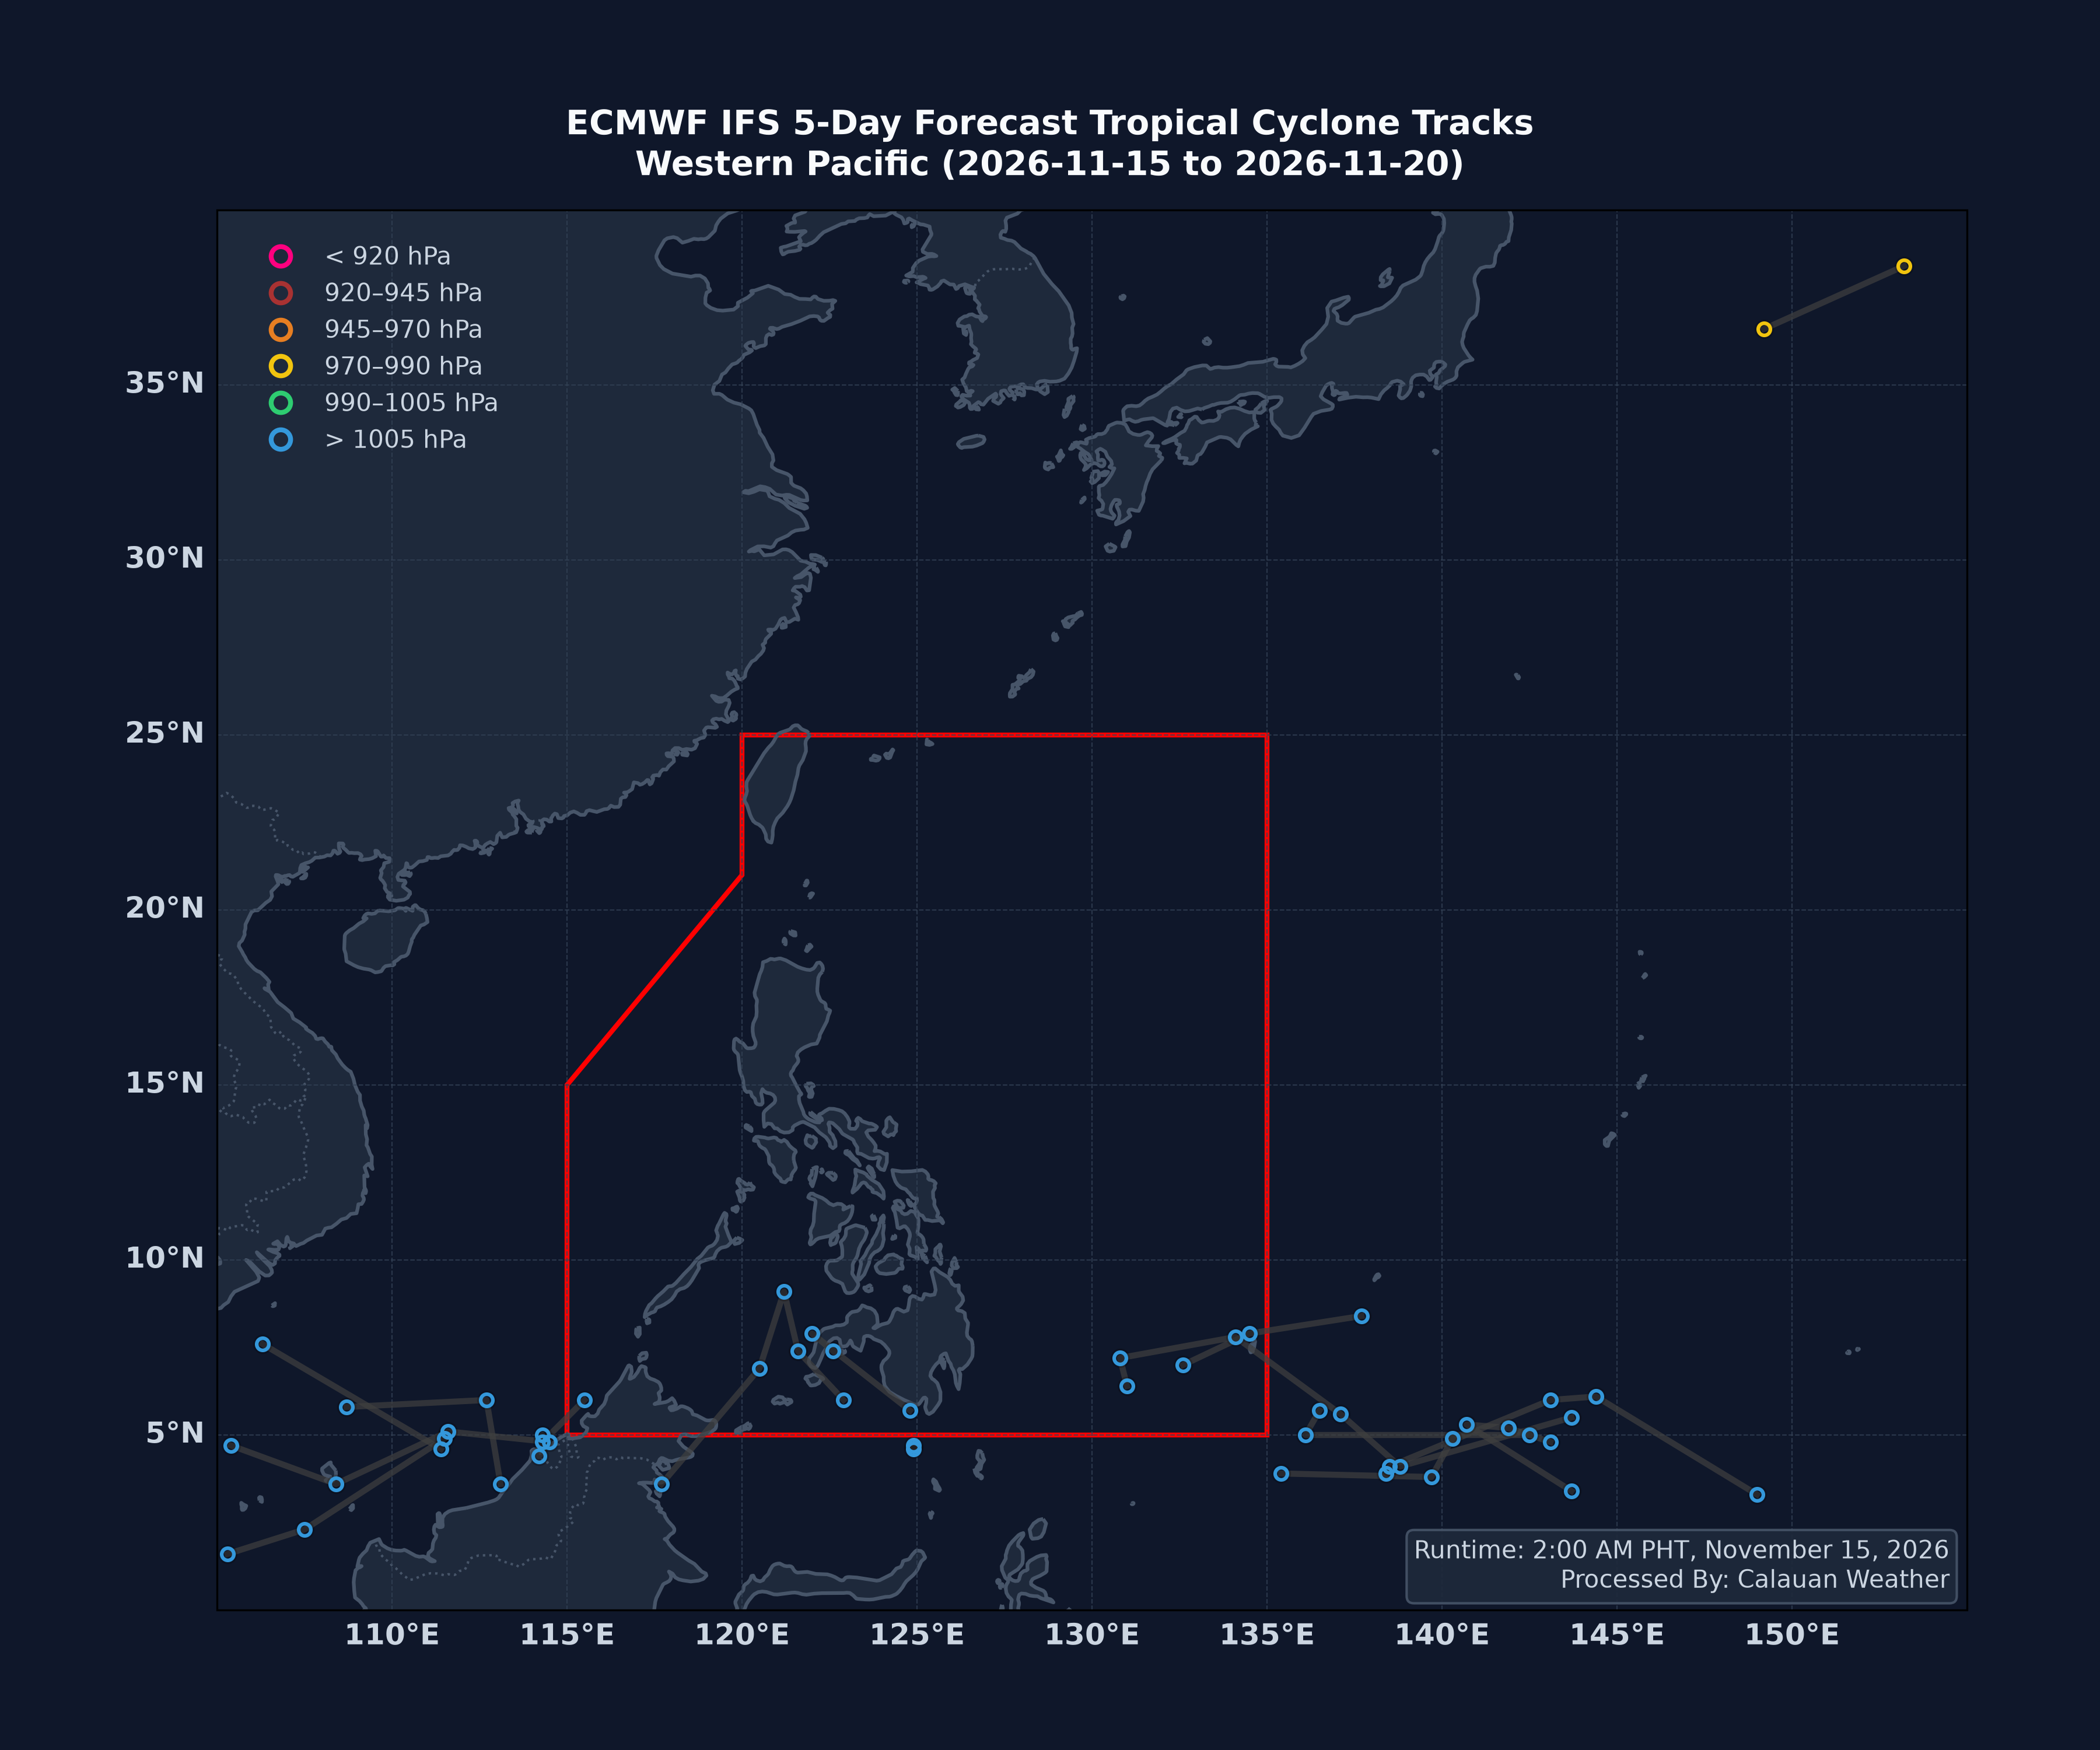 ECMWF IFS 5-Day Forecast Tropical Cyclone Tracks
Western Pacific (2026-11-15 to 2026-11-20)
< 920 hPa
920–945 hPa
945–970 hPa
970–990 hPa
990–1005 hPa
> 1005 hPa
35°N
30°N
25°N
20°N
15°N
10°N
5°N
Runtime: 2:00 AM PHT, November 15, 2026
Processed By: Calauan Weather
110°E 115°E 120°E 125°E 130°E 135°E 140°E 145°E 150°E